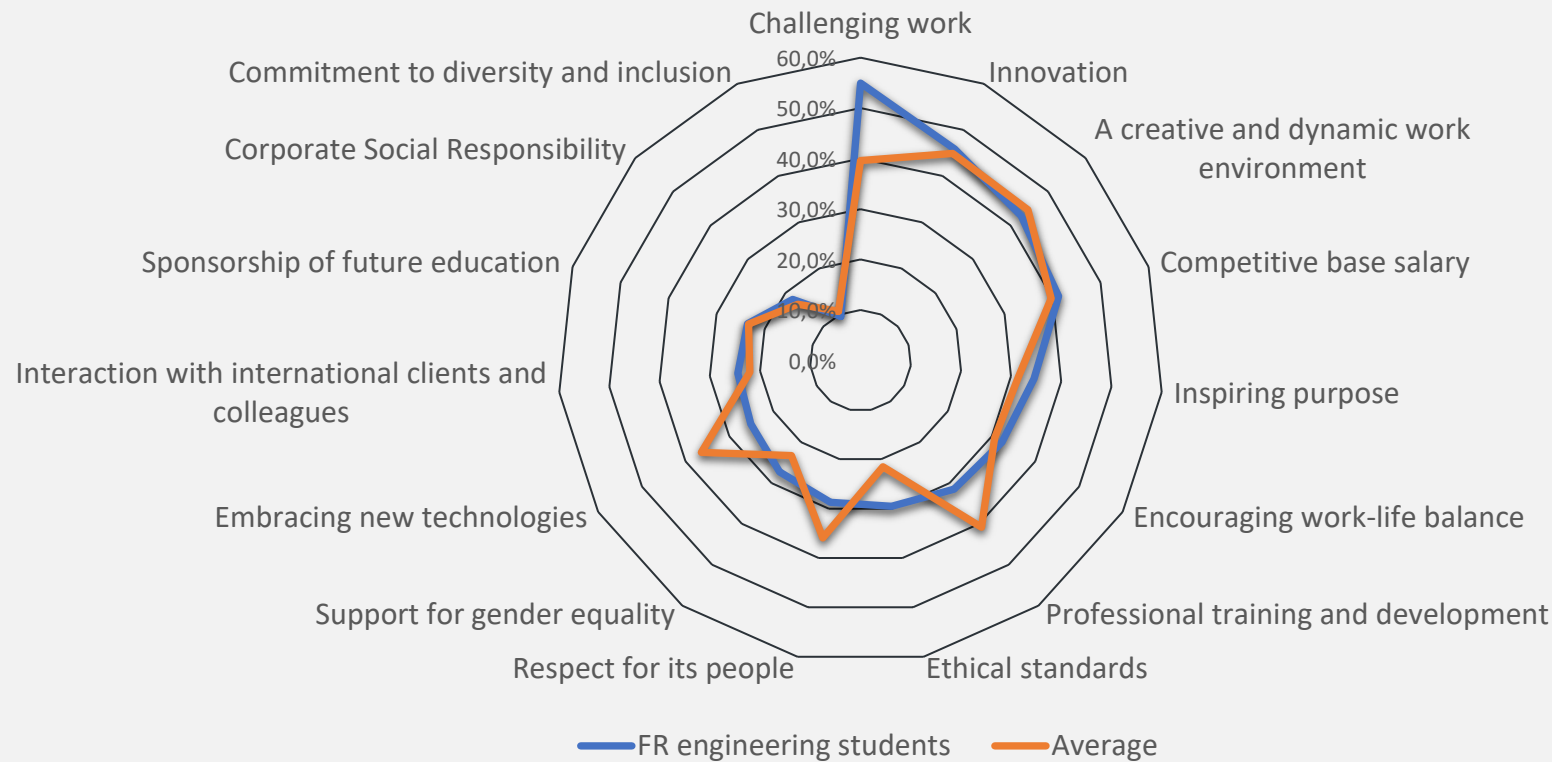 Challenging work
Innovation
A creative and dynamic work
environment
Competitive base salary
Inspiring purpose
Encouraging work-life balance
Professional training and development
Ethical standards
Respect for its people
Support for gender equality
Embracing new technologies
Interaction with international clients and
colleagues
Sponsorship of future education
Corporate Social Responsibility
Commitment to diversity and inclusion
60,0%
50,0%
40,0%
30,0%
20,0%
10,0%
0,0%
FR engineering students
Average